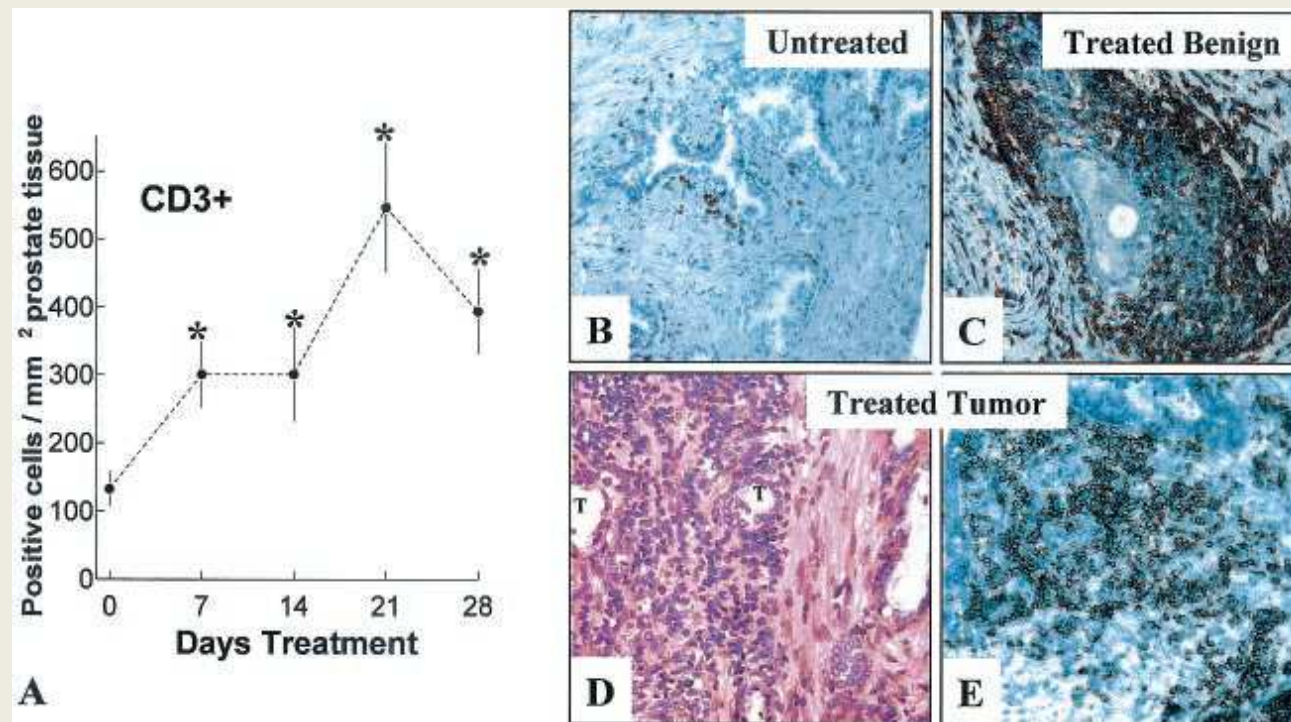 Positive cells / mm 2 prostate tissue
600
500
400
300
200
100
0
CD3+
*
*
*
*
0 7 14 21 28
Days Treatment
A
Untreated
B
Treated Benign
C
Treated Tumor
T
T
D
E